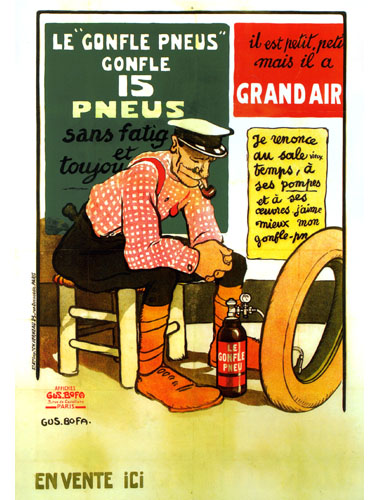 LE "GONFLE PNEUS"
GONFLE
15
PNEUS
sans fatig
et
toujou
il est petit, peti
mais il a
GRAND AIR
Je renonce
au sale vieux
temps, à
ses pompes
et à ses
œuvres j'aime
mieux mon
gonfle-pn
LE
GONFLE
PNEU
AFFICHES
GUS.BOFA
PARIS
GUS.BOFA.
EN VENTE ICI